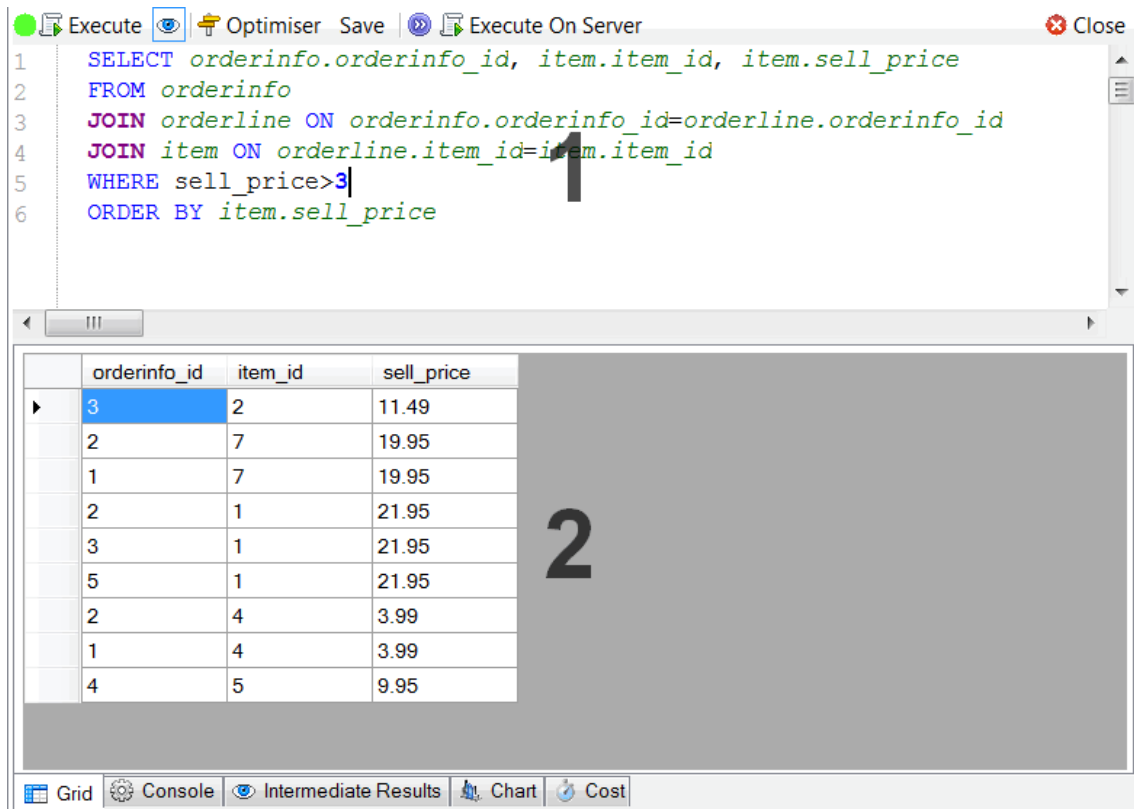 Execute Optimiser Save Execute On Server Close
1 SELECT orderinfo.orderinfo_id, item.item_id, item.sell_price
2 FROM orderinfo
3 JOIN orderline ON orderinfo.orderinfo_id=orderline.orderinfo_id
4 JOIN item ON orderline.item_id=item.item_id
5 WHERE sell_price>3
6 ORDER BY item.sell_price
1
orderinfo_id item_id sell_price
3 2 11.49
2 7 19.95
1 7 19.95
2 1 21.95
3 1 21.95
5 1 21.95
2 4 3.99
1 4 3.99
4 5 9.95
2
Grid Console Intermediate Results Chart Cost